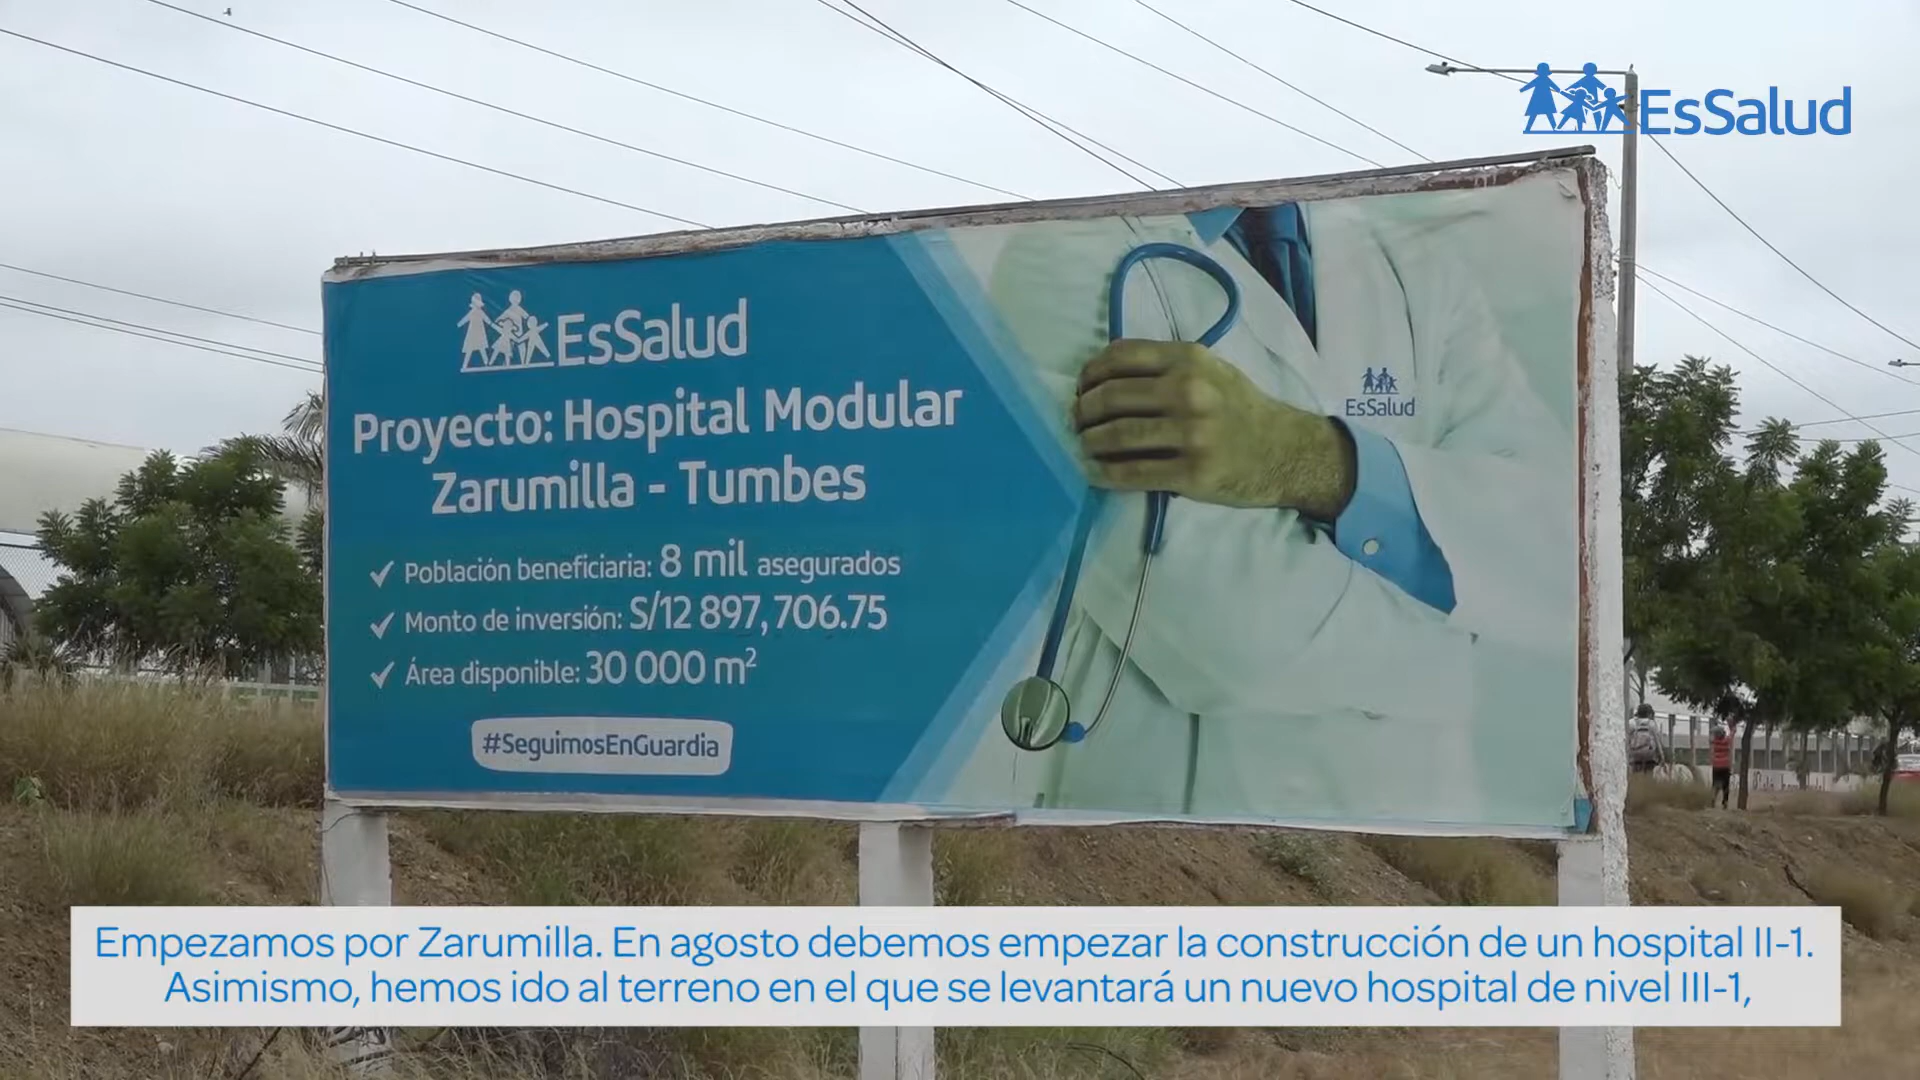 EsSalud
EsSalud
Proyecto: Hospital Modular
Zarumilla - Tumbes
EsSalud
✓ Población beneficiaria: 8 mil asegurados
✓ Monto de inversión: S/12 897,706.75
✓ Área disponible: 30 000 m²
#SeguimosEnGuardia
Empezamos por Zarumilla. En agosto debemos empezar la construcción de un hospital II-1.
Asimismo, hemos ido al terreno en el que se levantará un nuevo hospital de nivel III-1,